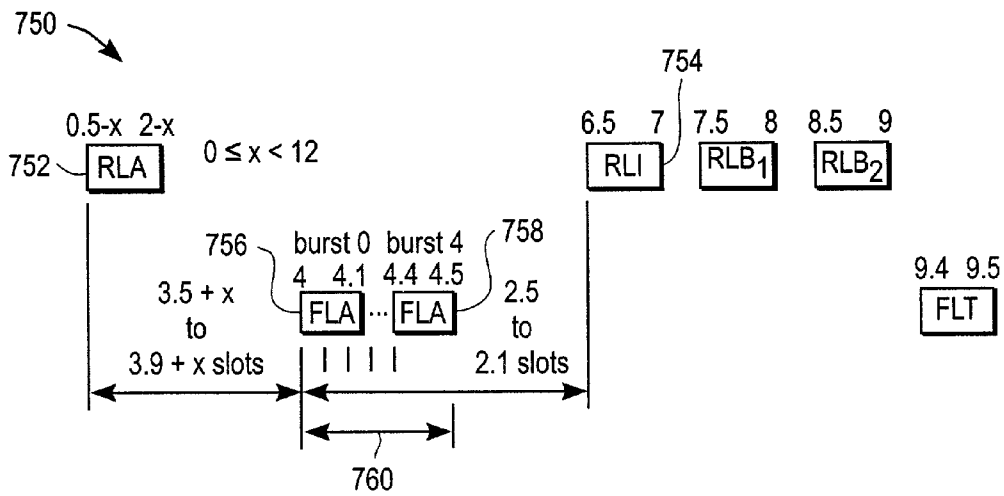 750
754
0.5-x 2-x
0 ≤ x < 12
6.5 7 7.5 8 8.5 9
752
RLA
RLI
RLB1
RLB2
756
burst 0 burst 4
758
4 4.1 4.4 4.5
9.4 9.5
3.5 + x
to
3.9 + x slots
FLA ... FLA
2.5
to
2.1 slots
FLT
760